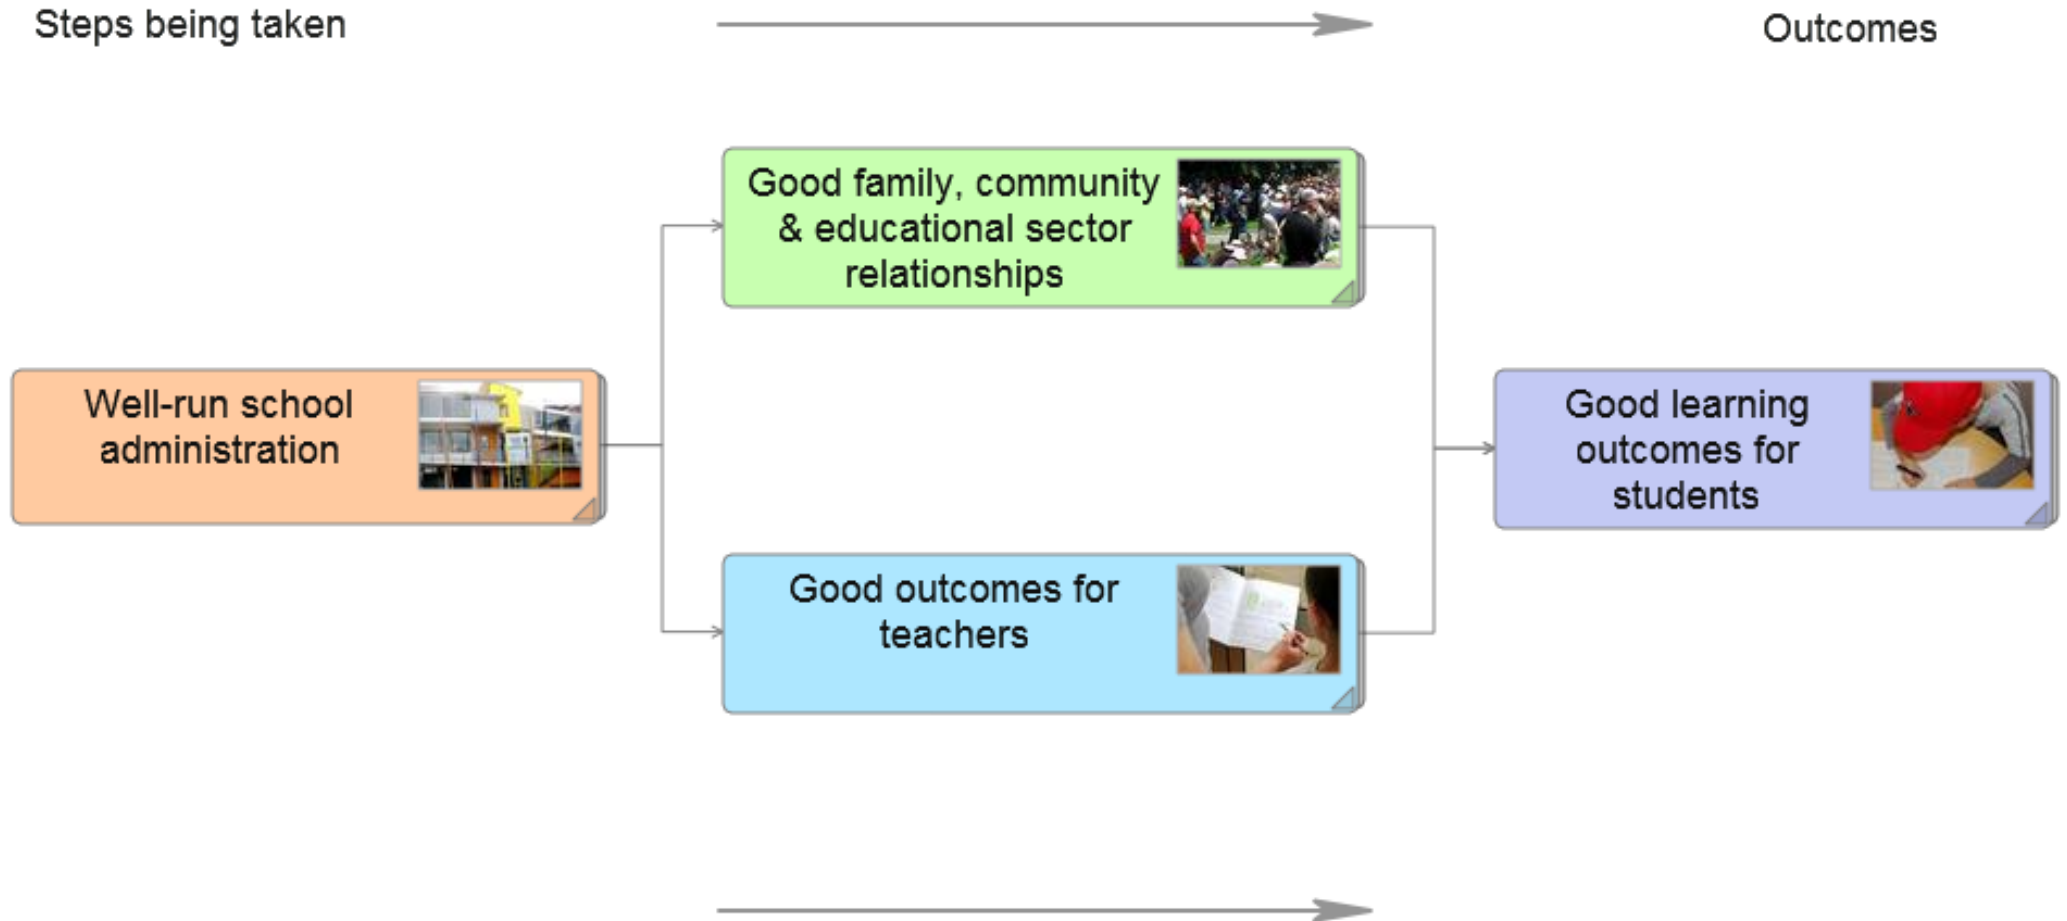 Steps being taken
Outcomes
Good family, community
& educational sector
relationships
Well-run school
administration
Good learning
outcomes for
students
Good outcomes for
teachers